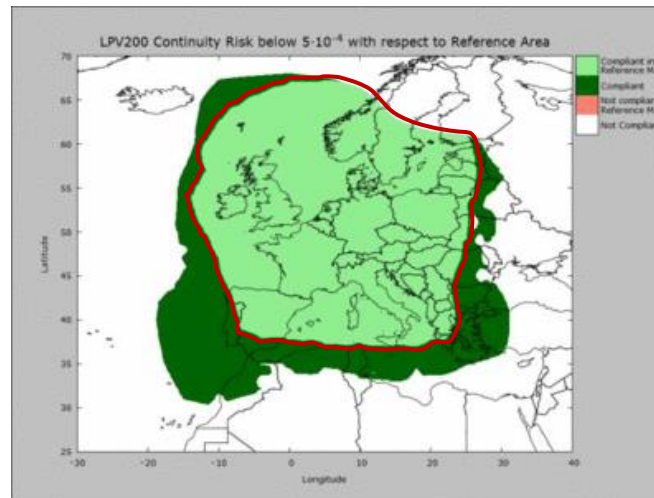 LPV200 Continuity Risk below 5·10⁻⁴ with respect to Reference Area
70
65
60
55
50
45
40
35
30
25
Latitude
-30
-20
-10
0
10
20
30
40
Longitude
Compliant in
Reference M
Compliant
Not complian
Reference M
Not Complian